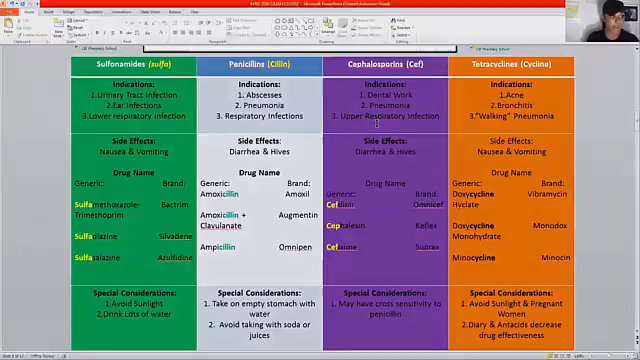 LW Pharmacy School
LW Pharmacy School
Sulfonamides (sulfa)
Indications:
1.Urinary Tract Infection
2.Ear Infections
3.Lower respiratory infection
Side Effects:
Nausea & Vomiting
Drug Name
Generic: Brand:
Sulfamethoxazole- Bactrim
Trimethoprim
Sulfadiazine Silvadene
Sulfasalazine Azulfidine
Special Considerations:
1.Avoid Sunlight
2.Drink Lots of water
Penicillins (Cillin)
Indications:
1. Abscesses
2. Pneumonia
3. Respiratory Infections
Side Effects:
Diarrhea & Hives
Drug Name
Generic: Brand:
Amoxicillin Amoxil
Amoxicillin + Augmentin
Clavulanate
Ampicillin Omnipen
Special Considerations:
1. Take on empty stomach with
water
2. Avoid taking with soda or
juices
Cephalosporins (Cef)
Indications:
1. Dental Work
2. Pneumonia
3. Upper Respiratory Infection
Side Effects:
Diarrhea & Hives
Drug Name
Generic: Brand:
Cefdinir Omnicef
Cephalexin Keflex
Cefixime Suprax
Special Considerations:
1. May have cross sensitivity to
penicillin
Tetracyclines (Cycline)
Indications:
1.Acne
2.Bronchitis
3."Walking" Pneumonia
Side Effects:
Nausea & Vomiting
Drug Name
Generic: Brand:
Doxycycline Vibramycin
Hyclate
Doxycycline Monodox
Monohydrate
Minocycline Minocin
Special Considerations:
1.Avoid Sunlight & Pregnant
Women
2.Diary & Antacids decrease
drug effectiveness